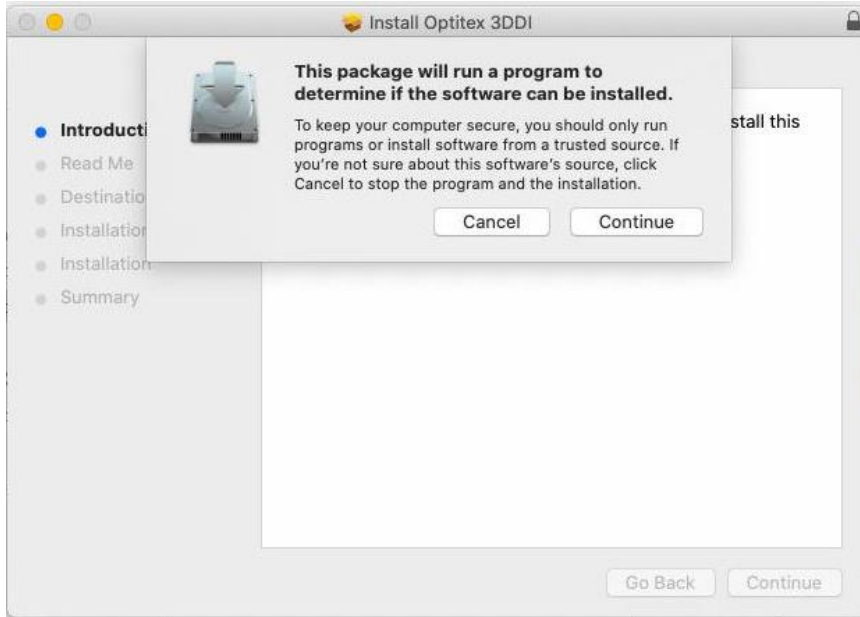 Install Optitex 3DDI
This package will run a program to
determine if the software can be installed.
To keep your computer secure, you should only run
programs or install software from a trusted source. If
you're not sure about this software's source, click
Cancel to stop the program and the installation.
Cancel
Continue
stall this
Introducti
Read Me
Destinatio
Installation
Installation
Summary
Go Back
Continue